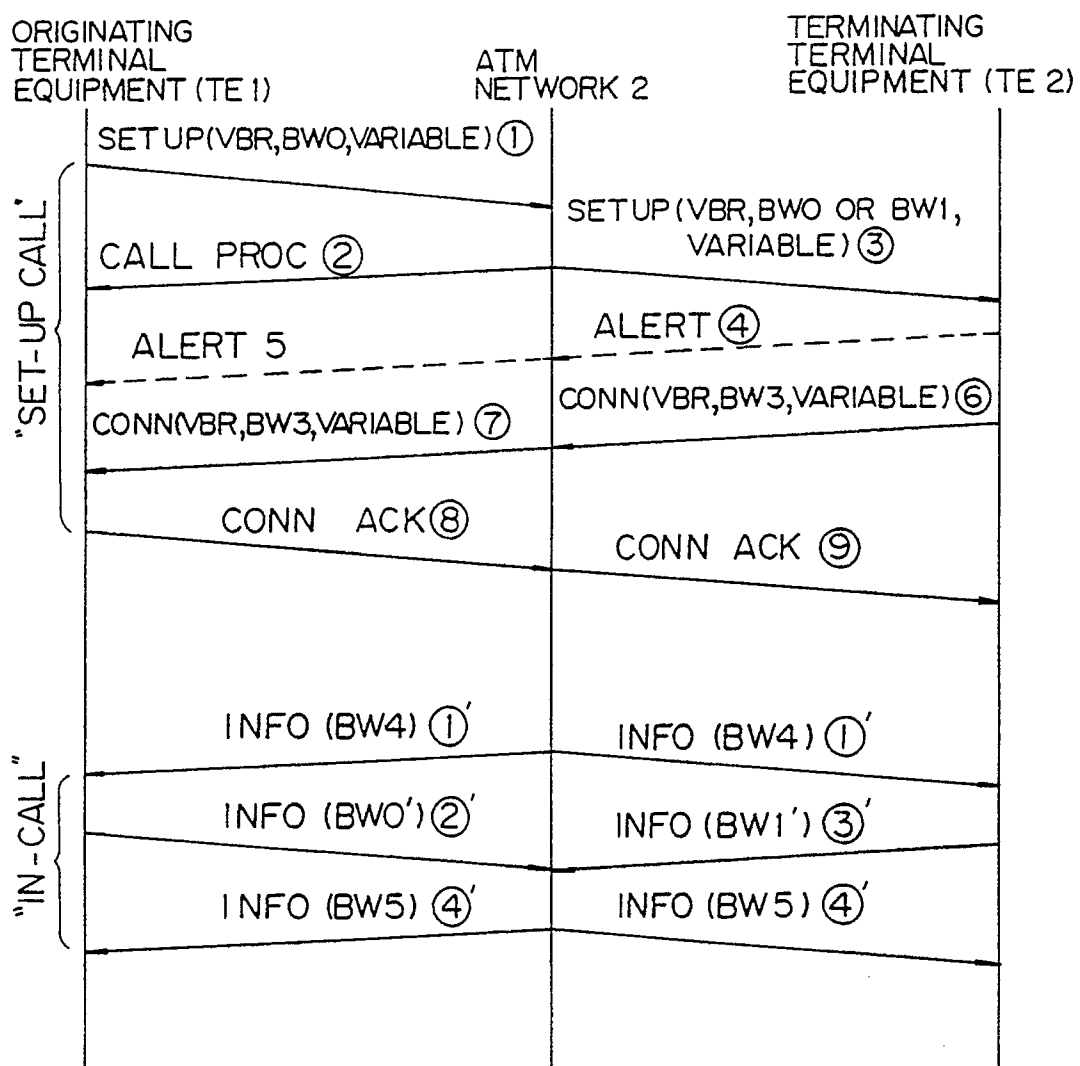 ORIGINATING
TERMINAL
EQUIPMENT (TE 1)
ATM
NETWORK 2
TERMINATING
TERMINAL
EQUIPMENT (TE 2)
SETUP(VBR,BW0,VARIABLE) ①
SETUP(VBR,BW0 OR BW1,
VARIABLE) ③
CALL PROC ②
ALERT ④
ALERT 5
CONN(VBR,BW3,VARIABLE) ⑥
CONN(VBR,BW3,VARIABLE) ⑦
"SET-UP CALL"
CONN ACK ⑧
CONN ACK ⑨
INFO (BW4) ①′
INFO (BW4) ①′
INFO (BW0′) ②′
INFO (BW1′) ③′
"IN-CALL"
INFO (BW5) ④′
INFO (BW5) ④′